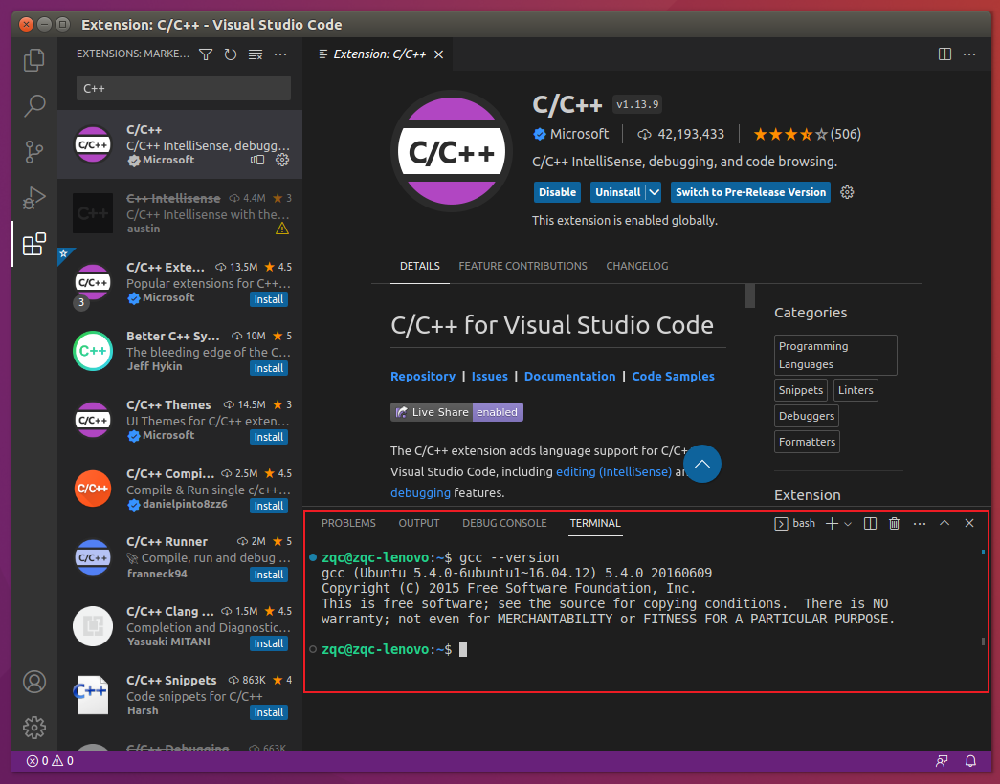 Extension: C/C++ - Visual Studio Code
EXTENSIONS: MARKE...
C++
C/C++
C/C++
C/C++ IntelliSense, debugg...
Microsoft
C++
C++ Intellisense 4.4M 3
C/C++ Intellisense with the...
austin
C/C++
3
C/C++ Exte... 13.5M 4.5
Popular extensions for C++...
Microsoft Install
C++
Better C++ Sy... 10M 5
The bleeding edge of the C...
Jeff Hykin Install
C/C++
C/C++ Themes 14.5M 3
UI Themes for C/C++ exten...
Microsoft Install
C/C++
C/C++ Compi... 2.5M 4.5
Compile & Run single c/c++...
danielpinto8zz6 Install
C/C++
C/C++ Runner 2M 5
Compile, run and debug ...
franneck94 Install
C/C++ Clang ... 1.5M 4.5
Completion and Diagnostic...
Yasuaki MITANI Install
C++
C/C++ Snippets 863K 4
Code snippets for C/C++
Harsh Install
C/C++ Debugging 663K
Extension: C/C++
C/C++
C/C++ v1.13.9
Microsoft 42,193,433 (506)
C/C++ IntelliSense, debugging, and code browsing.
Disable Uninstall Switch to Pre-Release Version
This extension is enabled globally.
DETAILS FEATURE CONTRIBUTIONS CHANGELOG
C/C++ for Visual Studio Code
Repository | Issues | Documentation | Code Samples
Live Share enabled
The C/C++ extension adds language support for C/C+
Visual Studio Code, including editing (IntelliSense) an
debugging features.
Categories
Programming
Languages
Snippets Linters
Debuggers
Formatters
Extension
PROBLEMS OUTPUT DEBUG CONSOLE TERMINAL bash
zqc@zqc-lenovo:~$ gcc --version
gcc (Ubuntu 5.4.0-6ubuntu1~16.04.12) 5.4.0 20160609
Copyright (C) 2015 Free Software Foundation, Inc.
This is free software; see the source for copying conditions.  There is NO
warranty; not even for MERCHANTABILITY or FITNESS FOR A PARTICULAR PURPOSE.
zqc@zqc-lenovo:~$
0 0